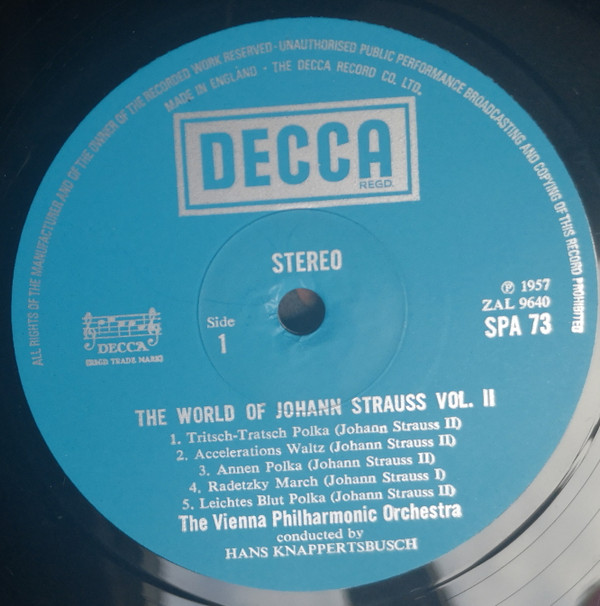 ALL RIGHTS OF THE MANUFACTURER AND OF THE OWNER OF THE RECORDED WORK RESERVED · UNAUTHORISED PUBLIC PERFORMANCE BROADCASTING AND COPYING OF THIS RECORD PROHIBITED
MADE IN ENGLAND · THE DECCA RECORD CO. LTD.
DECCA
REGD.
STEREO
℗ 1957
ZAL 9640
SPA 73
Side
1
DECCA
(REGD TRADE MARK)
THE WORLD OF JOHANN STRAUSS VOL. II
1. Tritsch-Tratsch Polka (Johann Strauss II)
2. Accelerations Waltz (Johann Strauss II)
3. Annen Polka (Johann Strauss II)
4. Radetzky March (Johann Strauss I)
5. Leichtes Blut Polka (Johann Strauss II)
The Vienna Philharmonic Orchestra
conducted by
HANS KNAPPERTSBUSCH